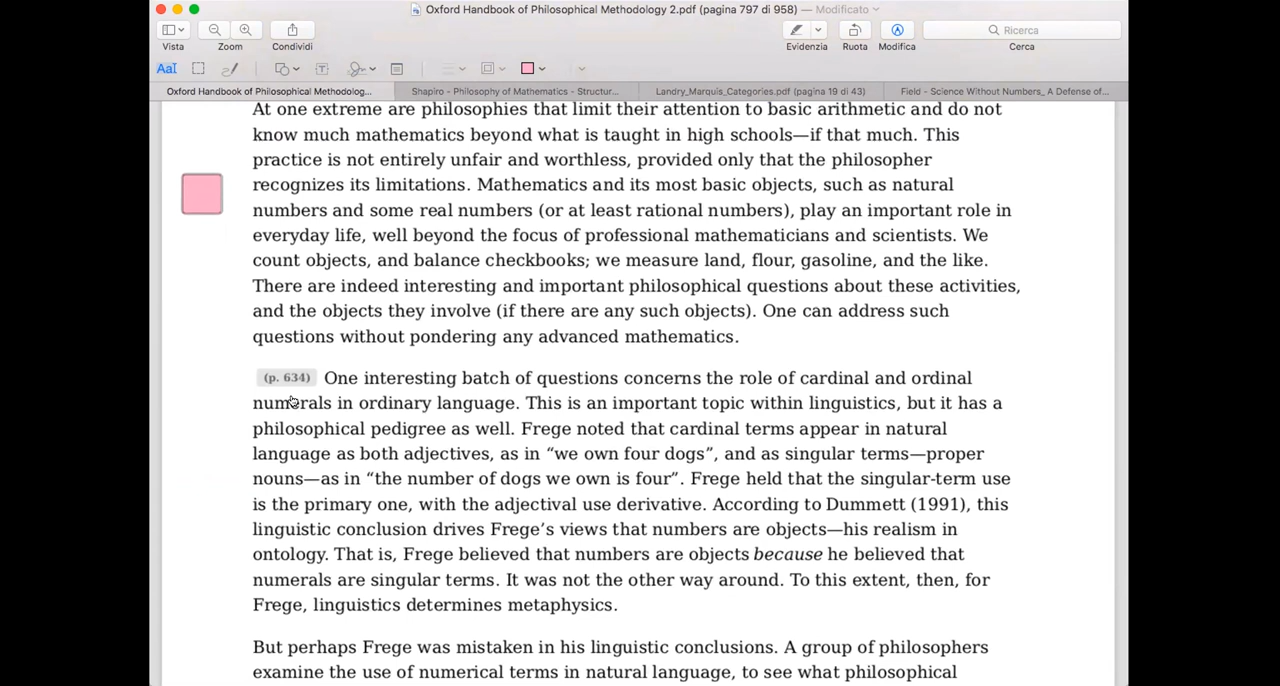 Oxford Handbook of Philosophical Methodology 2.pdf (pagina 797 di 958) — Modificato
Vista
Zoom
Condividi
Evidenzia
Ruota
Modifica
Ricerca
Cerca
AaI
T
Oxford Handbook of Philosophical Methodolog...
Shapiro - Philosophy of Mathematics - Structur...
Landry_Marquis_Categories.pdf (pagina 19 di 43)
Field - Science Without Numbers_ A Defense of...
At one extreme are philosophies that limit their attention to basic arithmetic and do not
know much mathematics beyond what is taught in high schools—if that much. This
practice is not entirely unfair and worthless, provided only that the philosopher
recognizes its limitations. Mathematics and its most basic objects, such as natural
numbers and some real numbers (or at least rational numbers), play an important role in
everyday life, well beyond the focus of professional mathematicians and scientists. We
count objects, and balance checkbooks; we measure land, flour, gasoline, and the like.
There are indeed interesting and important philosophical questions about these activities,
and the objects they involve (if there are any such objects). One can address such
questions without pondering any advanced mathematics.
(p. 634) One interesting batch of questions concerns the role of cardinal and ordinal
numerals in ordinary language. This is an important topic within linguistics, but it has a
philosophical pedigree as well. Frege noted that cardinal terms appear in natural
language as both adjectives, as in “we own four dogs”, and as singular terms—proper
nouns—as in “the number of dogs we own is four”. Frege held that the singular-term use
is the primary one, with the adjectival use derivative. According to Dummett (1991), this
linguistic conclusion drives Frege’s views that numbers are objects—his realism in
ontology. That is, Frege believed that numbers are objects because he believed that
numerals are singular terms. It was not the other way around. To this extent, then, for
Frege, linguistics determines metaphysics.
But perhaps Frege was mistaken in his linguistic conclusions. A group of philosophers
examine the use of numerical terms in natural language, to see what philosophical